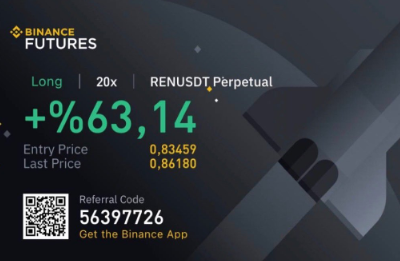 BINANCE
FUTURES
Long | 20x | RENUSDT Perpetual
+%63,14
Entry Price 0,83459
Last Price 0,86180
Referral Code
56397726
Get the Binance App